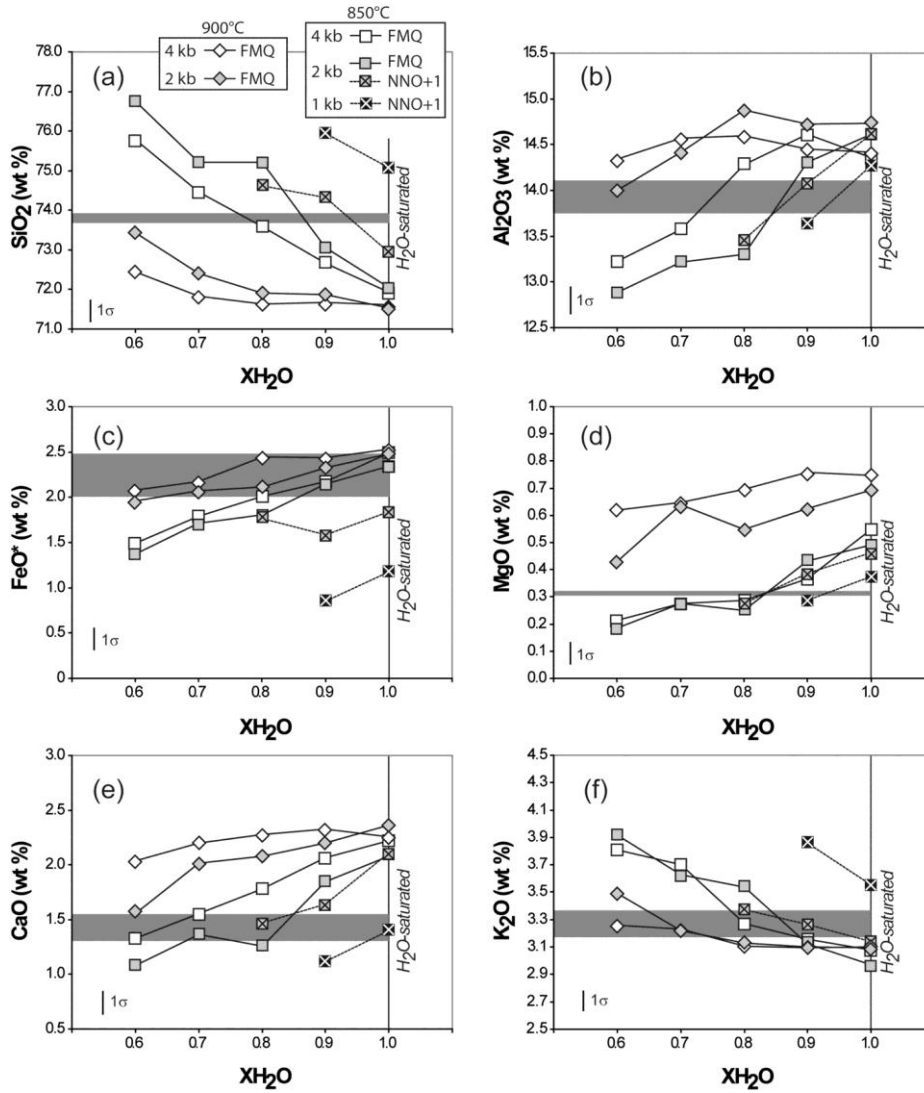 900°C
4 kb FMQ
2 kb FMQ
850°C
4 kb FMQ
2 kb FMQ
NNO+1
1 kb NNO+1
(a)
SiO2 (wt %)
78.0
77.0
76.0
75.0
74.0
73.0
72.0
71.0
1σ
H2O-saturated
0.6 0.7 0.8 0.9 1.0
XH2O
(b)
Al2O3 (wt %)
15.5
15.0
14.5
14.0
13.5
13.0
12.5
1σ
H2O-saturated
0.6 0.7 0.8 0.9 1.0
XH2O
(c)
FeO* (wt %)
3.0
2.5
2.0
1.5
1.0
0.5
0
1σ
H2O-saturated
0.6 0.7 0.8 0.9 1.0
XH2O
(d)
MgO (wt %)
1.0
0.9
0.8
0.7
0.6
0.5
0.4
0.3
0.2
0.1
0.0
1σ
H2O-saturated
0.6 0.7 0.8 0.9 1.0
XH2O
(e)
CaO (wt %)
3.0
2.5
2.0
1.5
1.0
0.5
1σ
H2O-saturated
0.6 0.7 0.8 0.9 1.0
XH2O
(f)
K2O (wt %)
4.5
4.3
4.1
3.9
3.7
3.5
3.3
3.1
2.9
2.7
2.5
1σ
H2O-saturated
0.6 0.7 0.8 0.9 1.0
XH2O